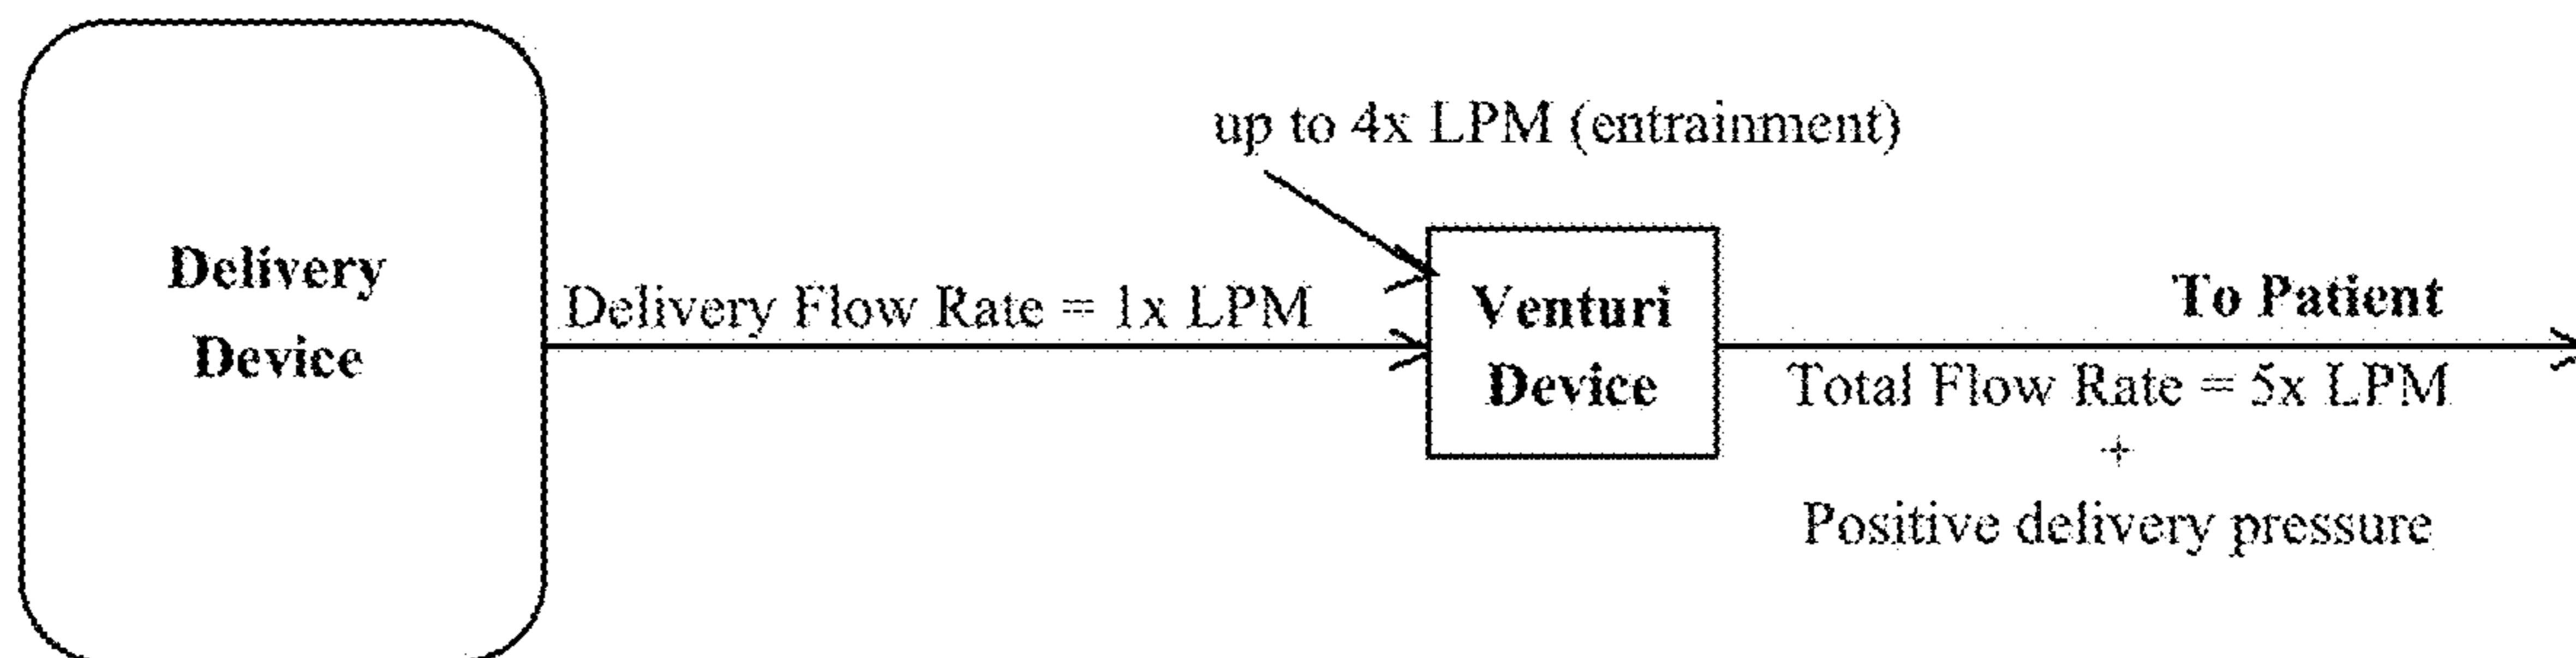 Delivery
Device
Delivery Flow Rate = 1x LPM
up to 4x LPM (entrainment)
Venturi
Device
To Patient
Total Flow Rate = 5x LPM
+
Positive delivery pressure